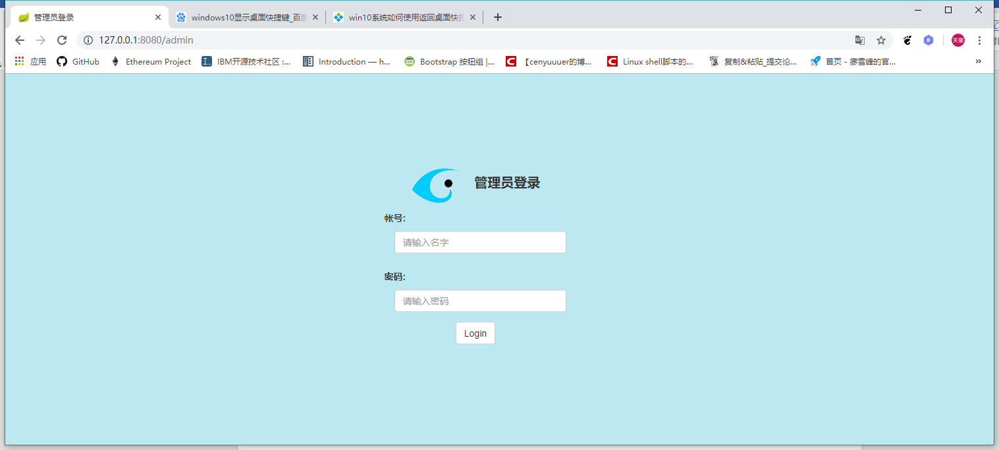 管理员登录 windows10显示桌面快捷键_百度 win10系统如何使用返回桌面快捷
127.0.0.1:8080/admin 天豪
应用 GitHub Ethereum Project IBM开源技术社区 :... Introduction — h... Bootstrap 按钮组 |... 【cenyuuuer的博... Linux shell脚本的... 复制&粘贴_提交论... 首页 - 廖雪峰的官... »
管理员登录
帐号:
请输入名字
密码:
请输入密码
Login